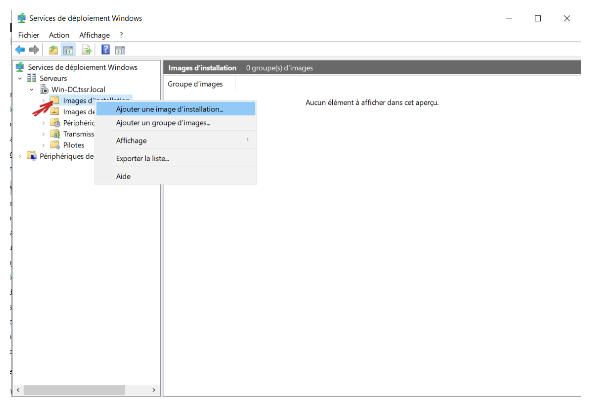 Services de déploiement Windows
Fichier Action Affichage ?
Services de déploiement Windows
Serveurs
Win-DC.tssr.local
Images d'installation
Images de
Périphéric
Transmiss
Pilotes
Périphériques de
Ajouter une image d'installation...
Ajouter un groupe d'images...
Affichage
Exporter la liste...
Aide
Images d'installation 0 groupe(s) d'images
Groupe d'images
Aucun élément à afficher dans cet aperçu.